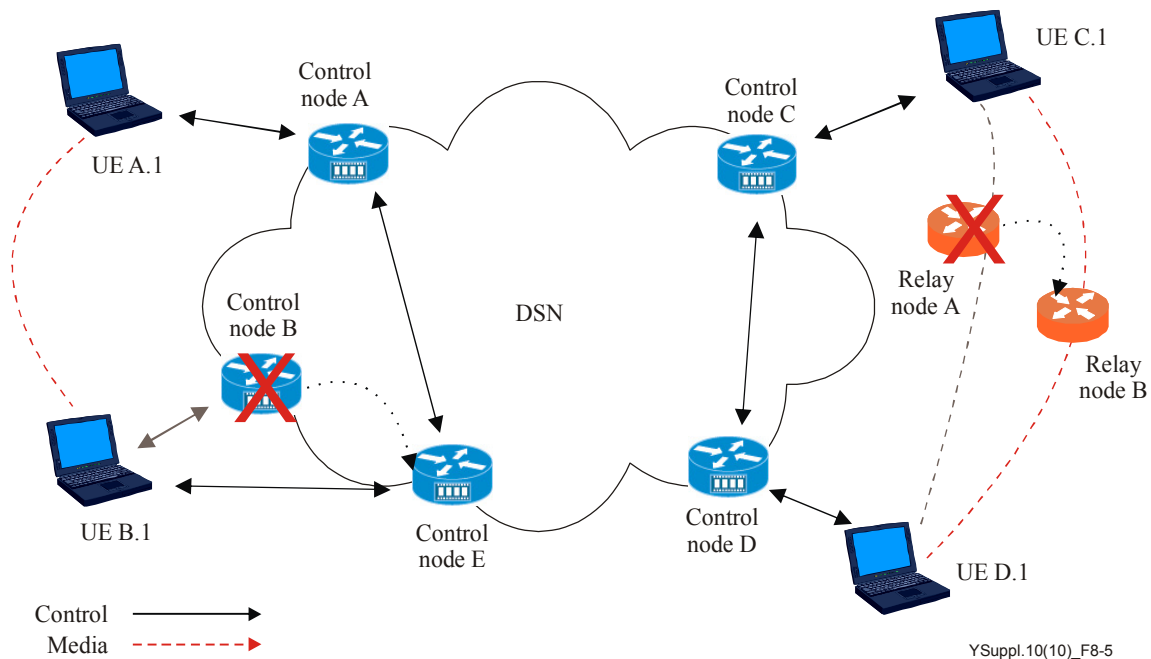 UE A.1
Control
node A
Control
node C
UE C.1
Control
node B
DSN
Relay
node A
Relay
node B
UE B.1
Control
node E
Control
node D
UE D.1
Control
Media
YSuppl.10(10)_F8-5